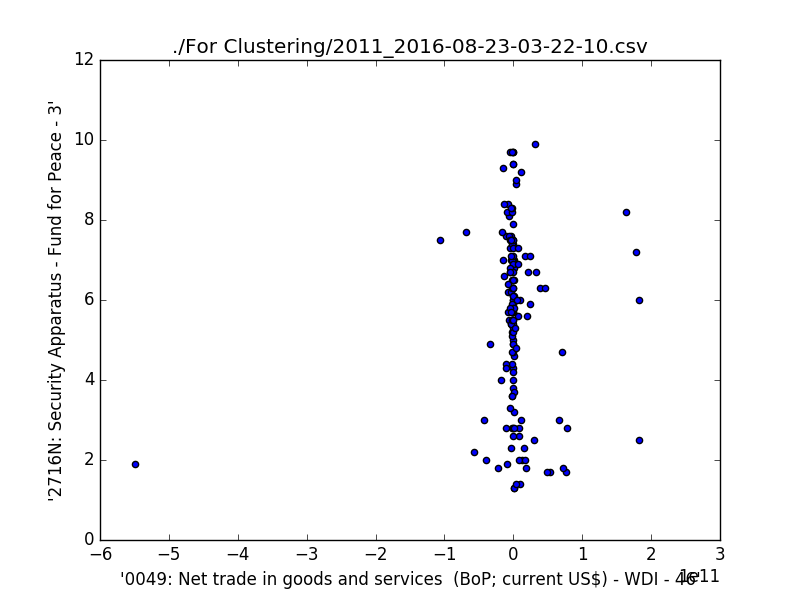 ./For Clustering/2011_2016-08-23-03-22-10.csv
12
10
8
6
4
2
0
'2716N: Security Apparatus - Fund for Peace - 3'
−6 −5 −4 −3 −2 −1 0 1 2 3
1e11
'0049: Net trade in goods and services  (BoP; current US$) - WDI - 46'